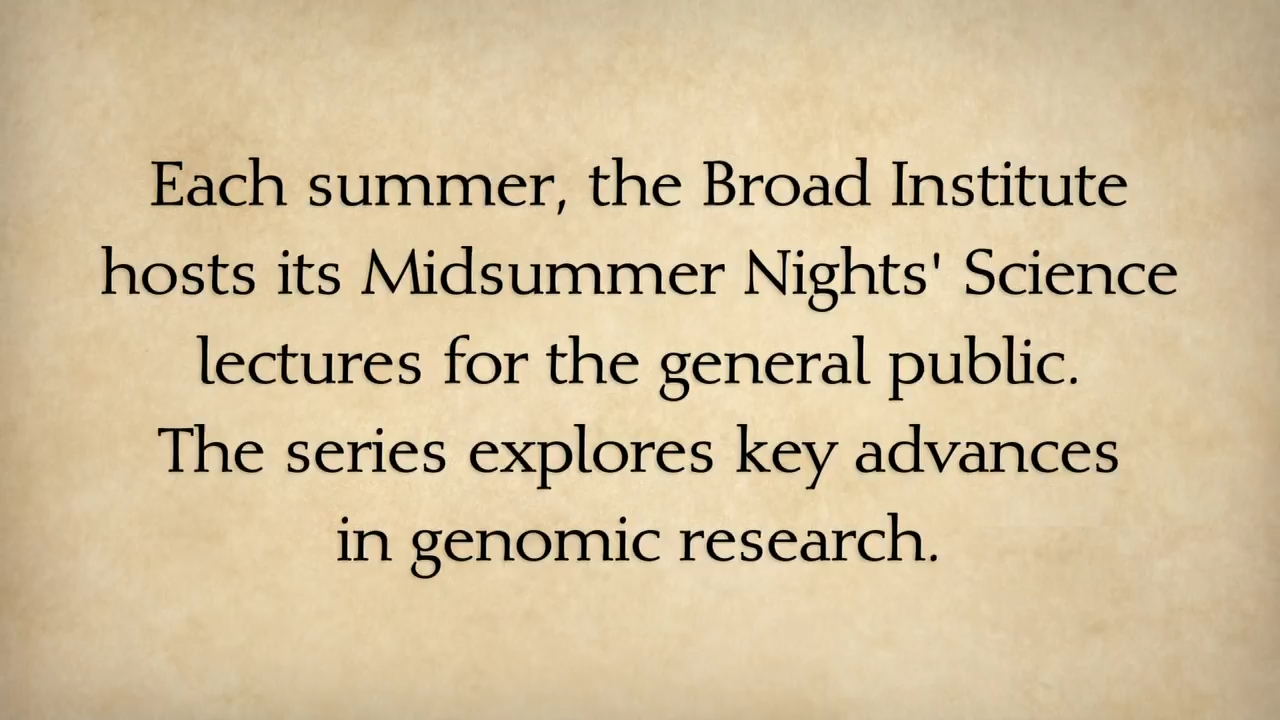 Each summer, the Broad Institute
hosts its Midsummer Nights' Science
lectures for the general public.
The series explores key advances
in genomic research.